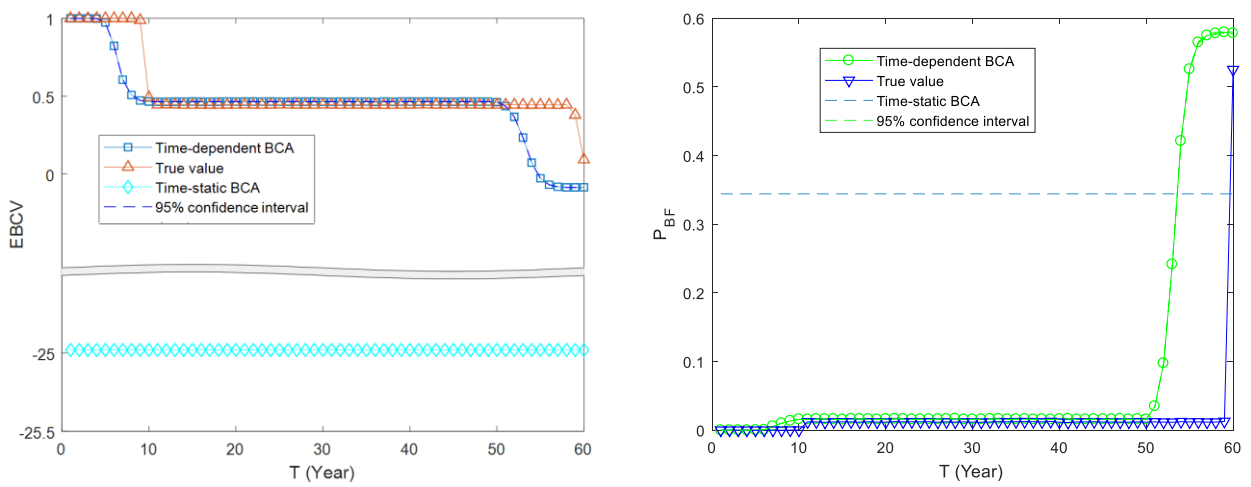 1
0.5
0
-25
-25.5
EBCV
Time-dependent BCA
True value
Time-static BCA
95% confidence interval
0 10 20 30 40 50 60
T (Year)
0.6
0.5
0.4
0.3
0.2
0.1
0
P_BF
Time-dependent BCA
True value
Time-static BCA
95% confidence interval
0 10 20 30 40 50 60
T (Year)